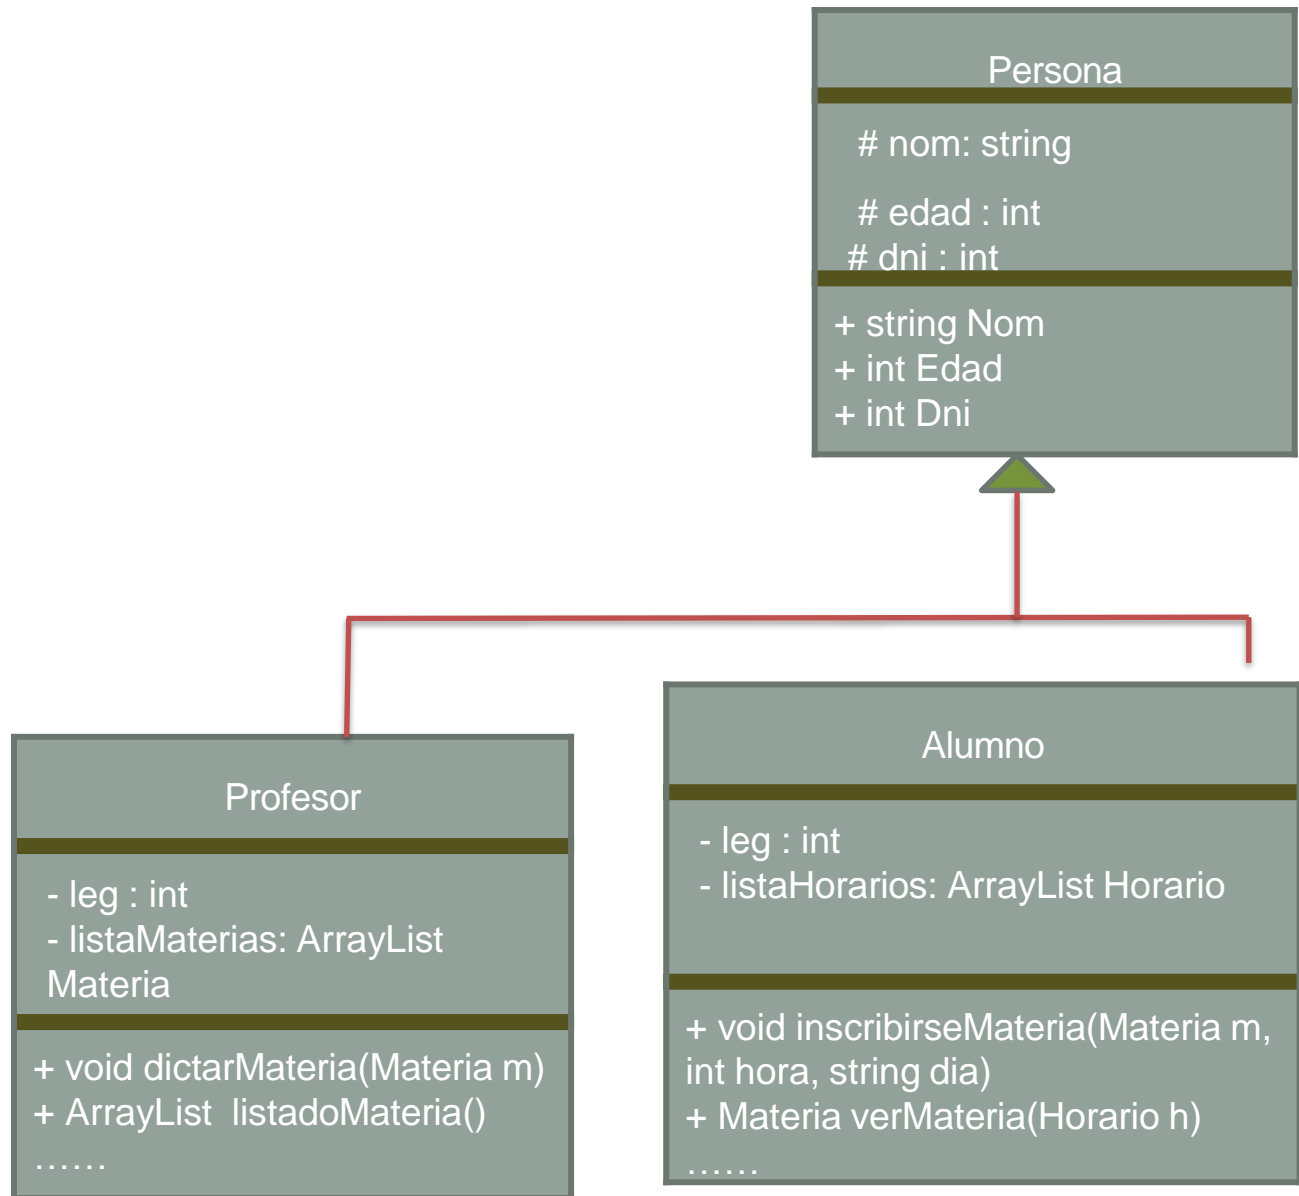 Persona
# nom: string
# edad : int
# dni : int
+ string Nom
+ int Edad
+ int Dni
Profesor
- leg : int
- listaMaterias: ArrayList
Materia
+ void dictarMateria(Materia m)
+ ArrayList listadoMateria()
……
Alumno
- leg : int
- listaHorarios: ArrayList Horario
+ void inscribirseMateria(Materia m,
int hora, string dia)
+ Materia verMateria(Horario h)
……